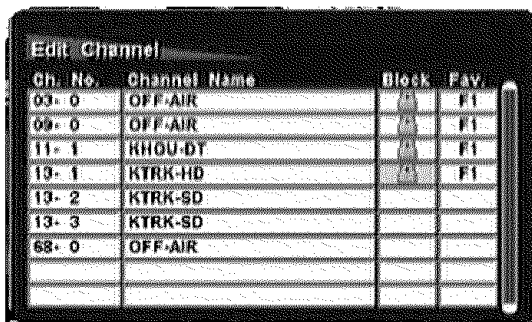 Edit Channel
Ch. No. Channel Name Block Fav.
03- 0 OFF-AIR F1
09- 0 OFF-AIR F1
11- 1 KHOU-DT F1
13- 1 KTRK-HD F1
13- 2 KTRK-SD
13- 3 KTRK-SD
68- 0 OFF-AIR